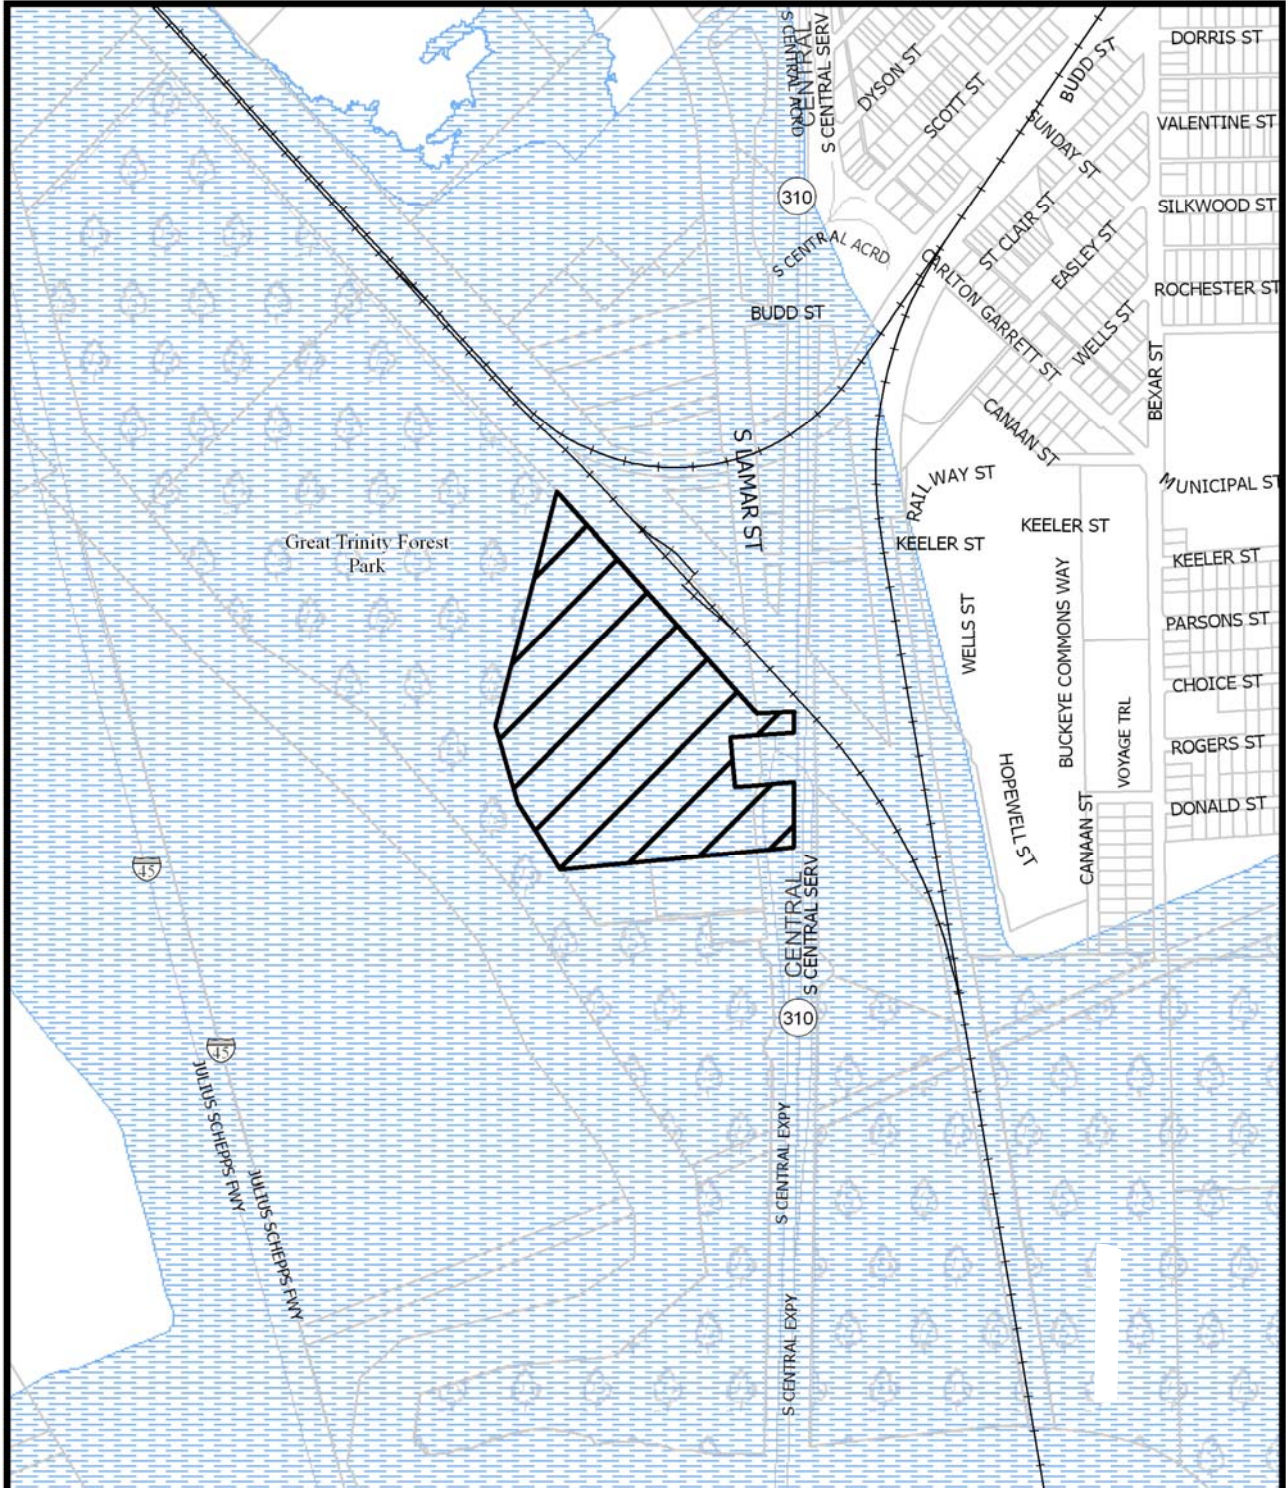 DORRIS ST
BUDD ST
S CENTRAL ACRD
CENTRAL
S CENTRAL SERV
DYSON ST
SCOTT ST
SUNDAY ST
VALENTINE ST
310
SILKWOOD ST
ST CLAIR ST
EASLEY ST
S CENTRAL ACRD
CARLTON GARRETT ST
ROCHESTER ST
BUDD ST
WELLS ST
BEXAR ST
CANAAN ST
S LAMAR ST
RAILWAY ST
MUNICIPAL ST
KEELER ST
KEELER ST
KEELER ST
Great Trinity Forest
Park
WELLS ST
BUCKEYE COMMONS WAY
PARSONS ST
CHOICE ST
VOYAGE TRL
ROGERS ST
HOPEWELL ST
DONALD ST
CANAAN ST
45
CENTRAL
S CENTRAL SERV
310
45
JULIUS SCHEPPS FWY
JULIUS SCHEPPS FWY
S CENTRAL EXPY
S CENTRAL EXPY